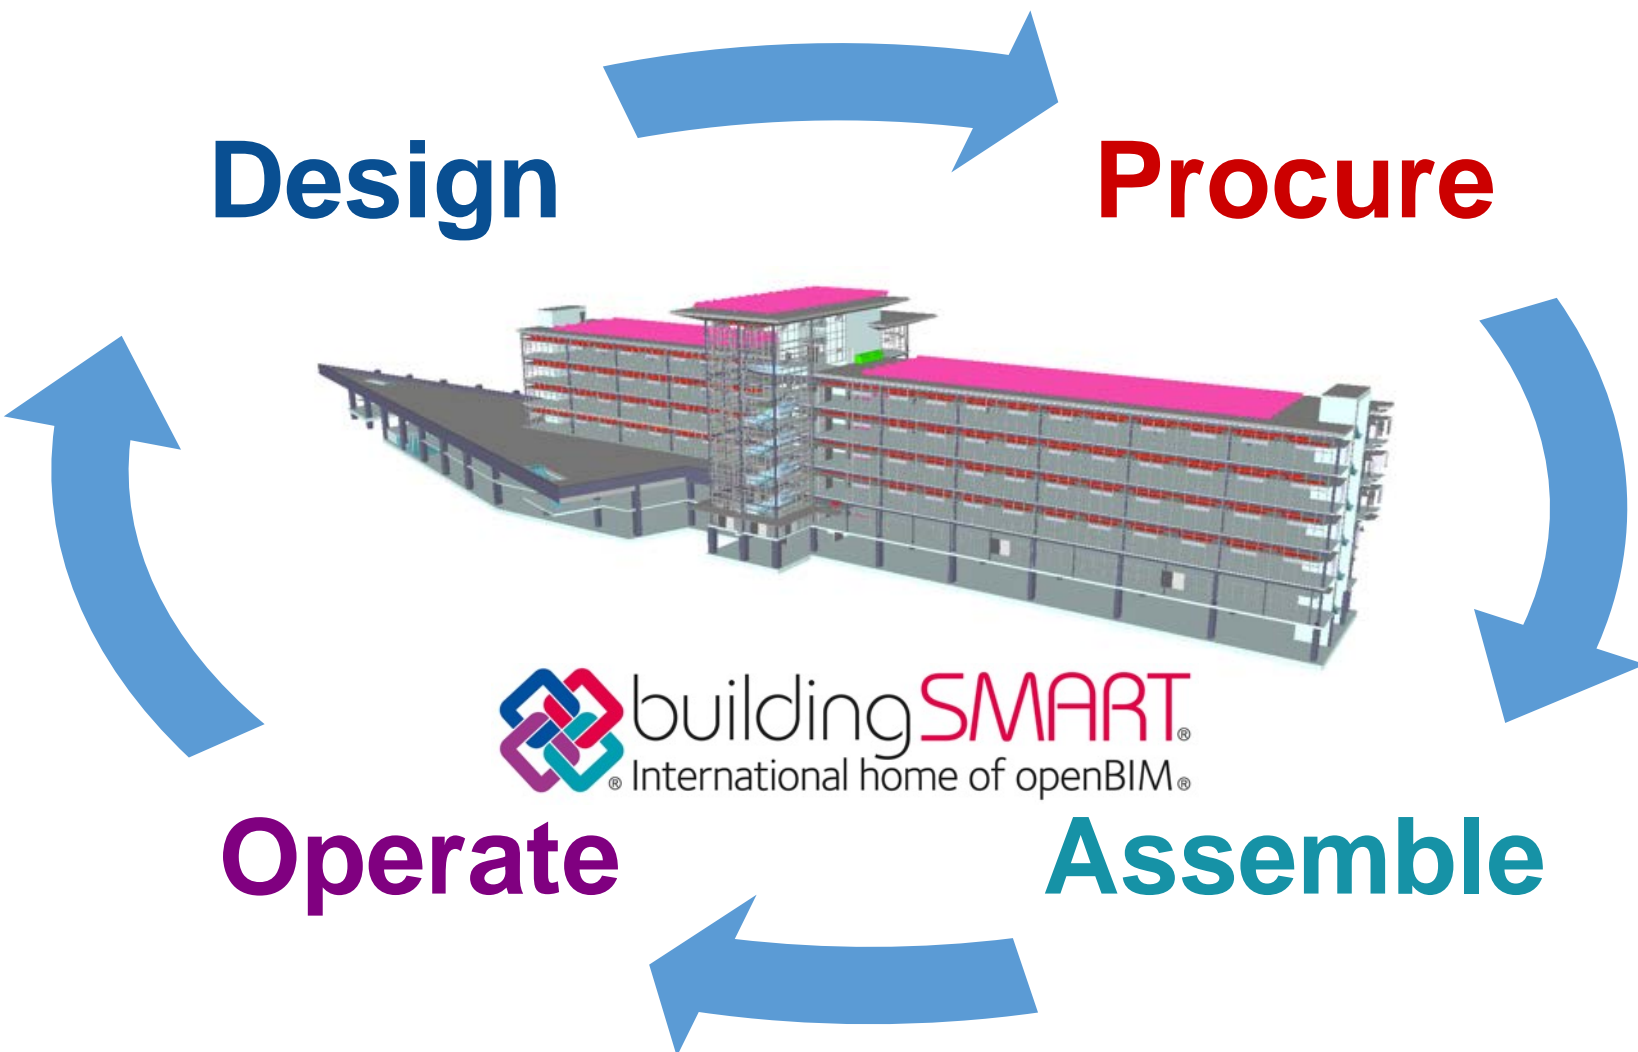 Design
Procure
buildingSMART®
® International home of openBIM®
Operate
Assemble